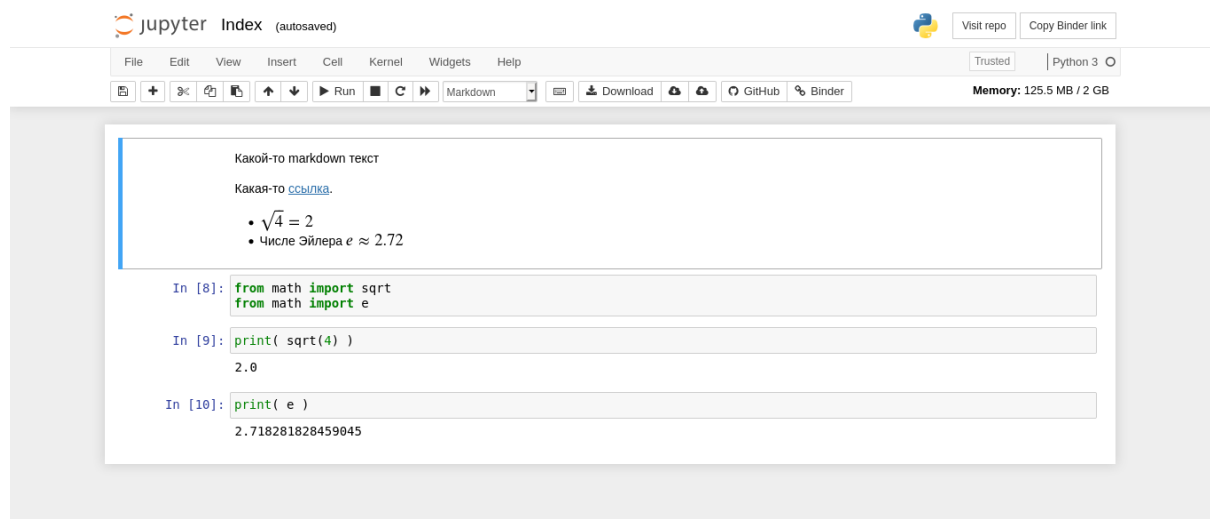 jupyter Index (autosaved) Visit repo Copy Binder link
File Edit View Insert Cell Kernel Widgets Help Trusted Python 3
Run Markdown Download GitHub Binder Memory: 125.5 MB / 2 GB
Какой-то markdown текст
Какая-то ссылка.
√4 = 2
Числе Эйлера e ≈ 2.72
In [8]: from math import sqrt
from math import e
In [9]: print( sqrt(4) )
2.0
In [10]: print( e )
2.718281828459045